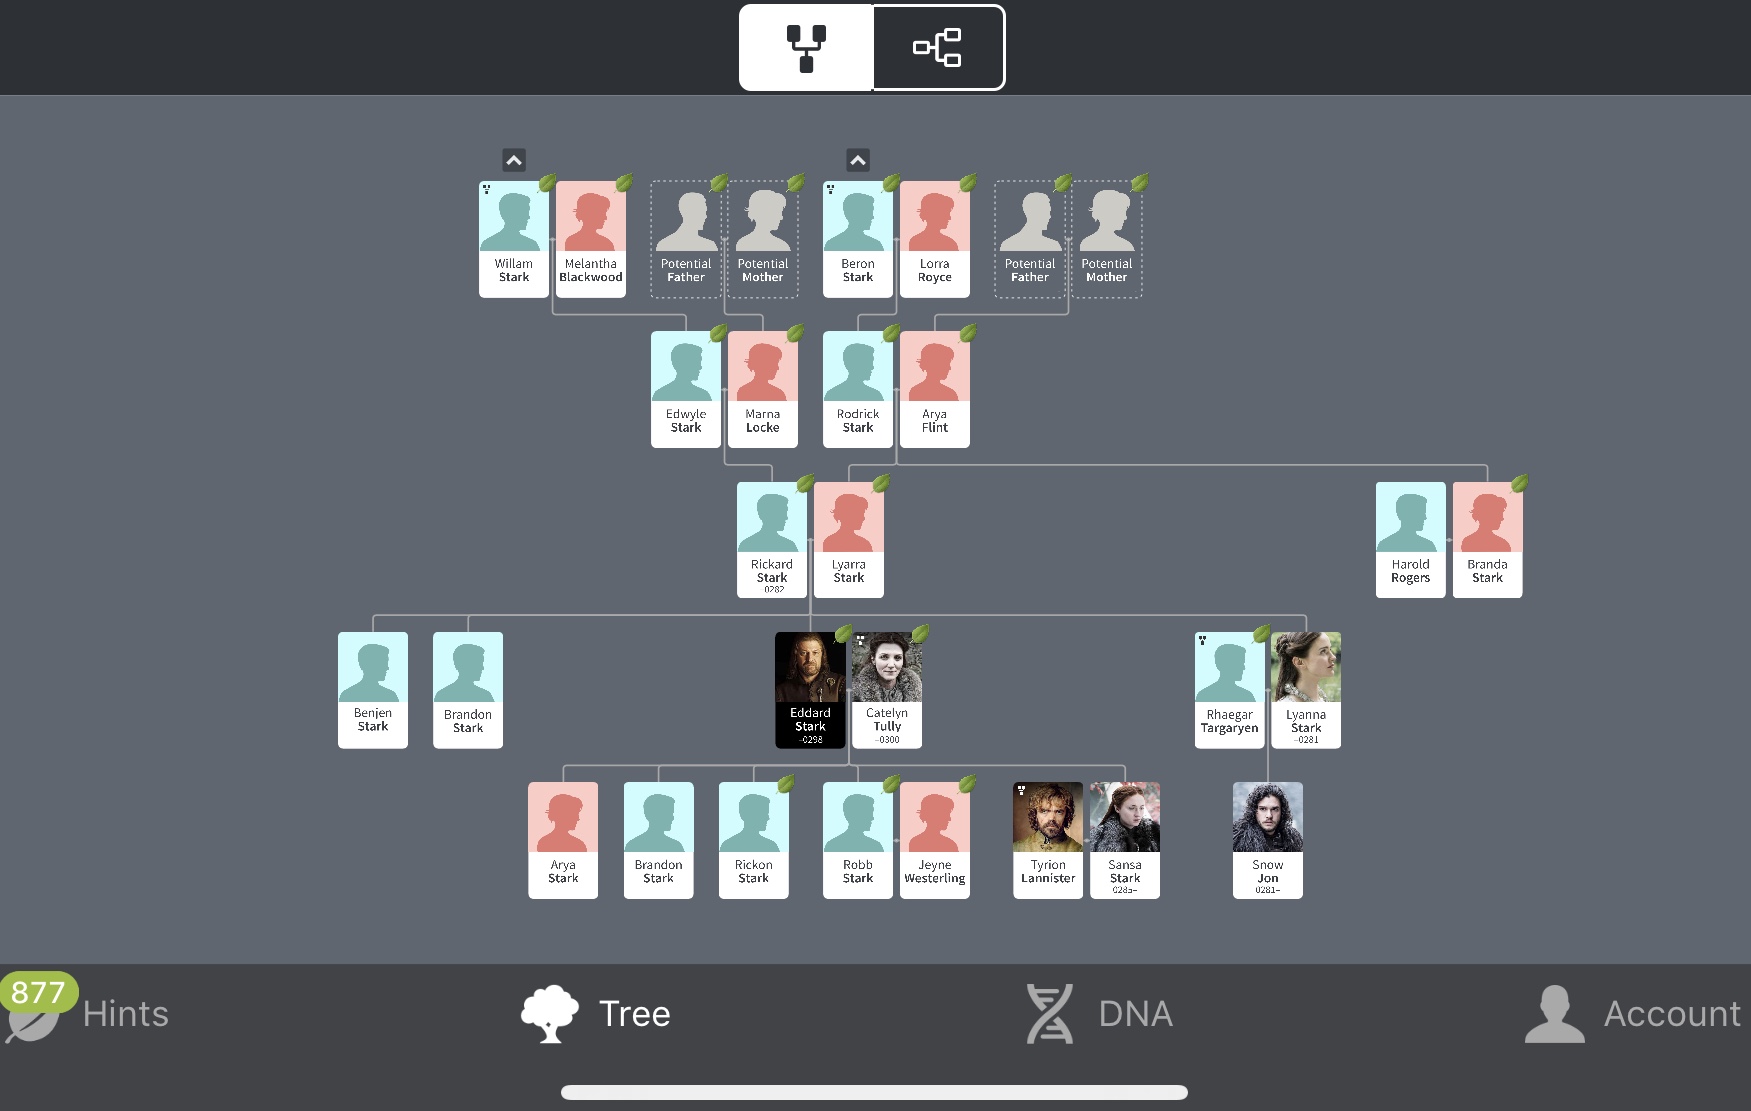 Willam
Stark
Melantha
Blackwood
Potential
Father
Potential
Mother
Beron
Stark
Lorra
Royce
Potential
Father
Potential
Mother
Edwyle
Stark
Marna
Locke
Rodrick
Stark
Arya
Flint
Rickard
Stark
-0282
Lyarra
Stark
Harold
Rogers
Branda
Stark
Benjen
Stark
Brandon
Stark
Eddard
Stark
-0298
Catelyn
Tully
-0300
Rhaegar
Targaryen
Lyanna
Stark
-0281
Arya
Stark
Brandon
Stark
Rickon
Stark
Robb
Stark
Jeyne
Westerling
Tyrion
Lannister
Sansa
Stark
0285-
Snow
Jon
0281-
877
Hints
Tree
DNA
Account